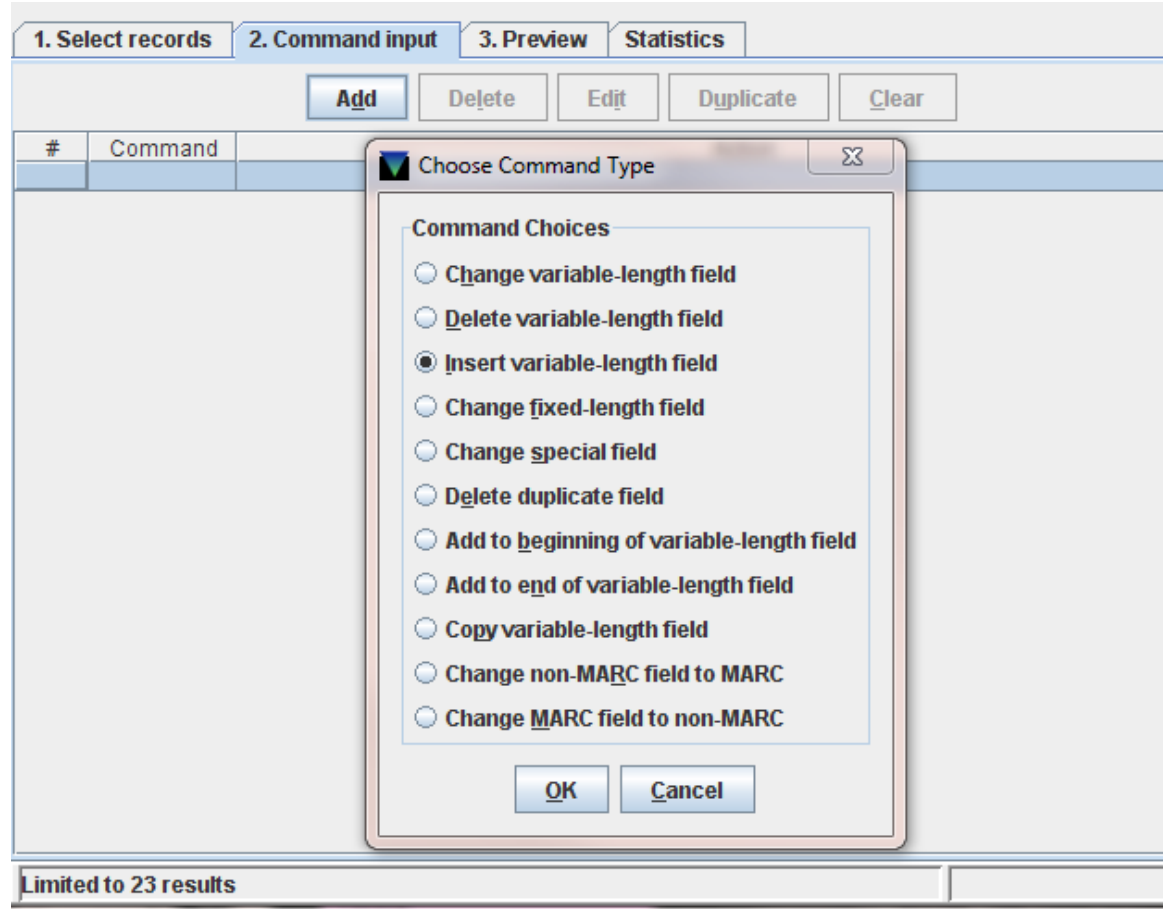 1. Select records 2. Command input 3. Preview Statistics
Add Delete Edit Duplicate Clear
# Command
Choose Command Type
Command Choices
Change variable-length field
Delete variable-length field
Insert variable-length field
Change fixed-length field
Change special field
Delete duplicate field
Add to beginning of variable-length field
Add to end of variable-length field
Copy variable-length field
Change non-MARC field to MARC
Change MARC field to non-MARC
OK Cancel
Limited to 23 results